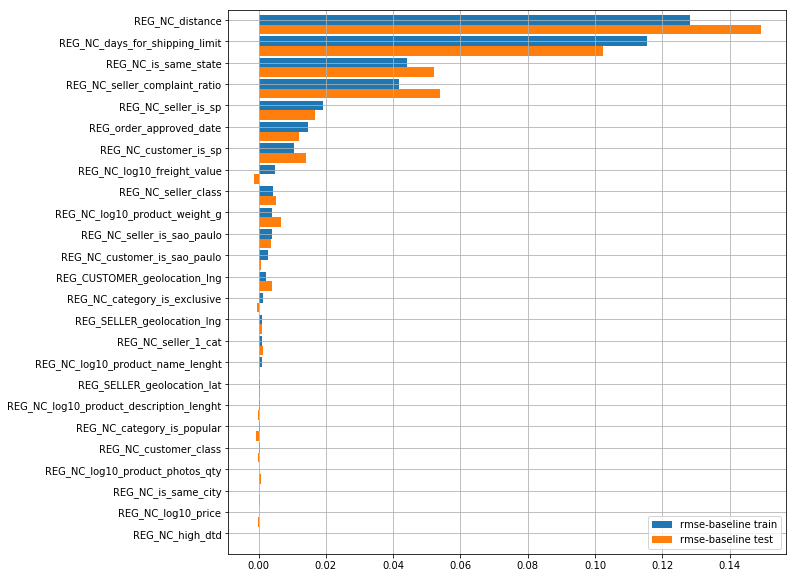 REG_NC_distance
REG_NC_days_for_shipping_limit
REG_NC_is_same_state
REG_NC_seller_complaint_ratio
REG_NC_seller_is_sp
REG_order_approved_date
REG_NC_customer_is_sp
REG_NC_log10_freight_value
REG_NC_seller_class
REG_NC_log10_product_weight_g
REG_NC_seller_is_sao_paulo
REG_NC_customer_is_sao_paulo
REG_CUSTOMER_geolocation_lng
REG_NC_category_is_exclusive
REG_SELLER_geolocation_lng
REG_NC_seller_1_cat
REG_NC_log10_product_name_lenght
REG_SELLER_geolocation_lat
REG_NC_log10_product_description_lenght
REG_NC_category_is_popular
REG_NC_customer_class
REG_NC_log10_product_photos_qty
REG_NC_is_same_city
REG_NC_log10_price
REG_NC_high_dtd
rmse-baseline train
rmse-baseline test
0.00 0.02 0.04 0.06 0.08 0.10 0.12 0.14